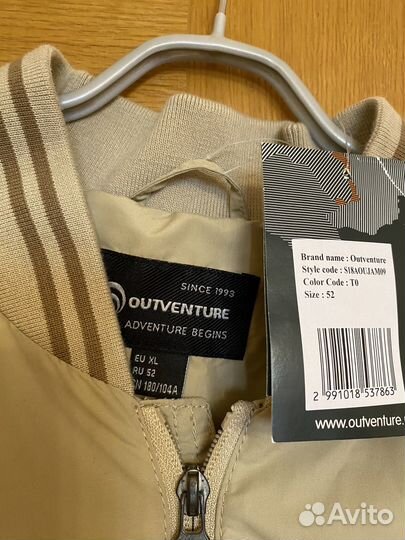 SINCE 1993
OUTVENTURE
ADVENTURE BEGINS
EU XL
RU 52
CN 180/104A
Brand name : Outventure
Style code : S18AOUJAM09
Color Code : T0
Size : 52
2 991018 537863
www.outventure.
Avito